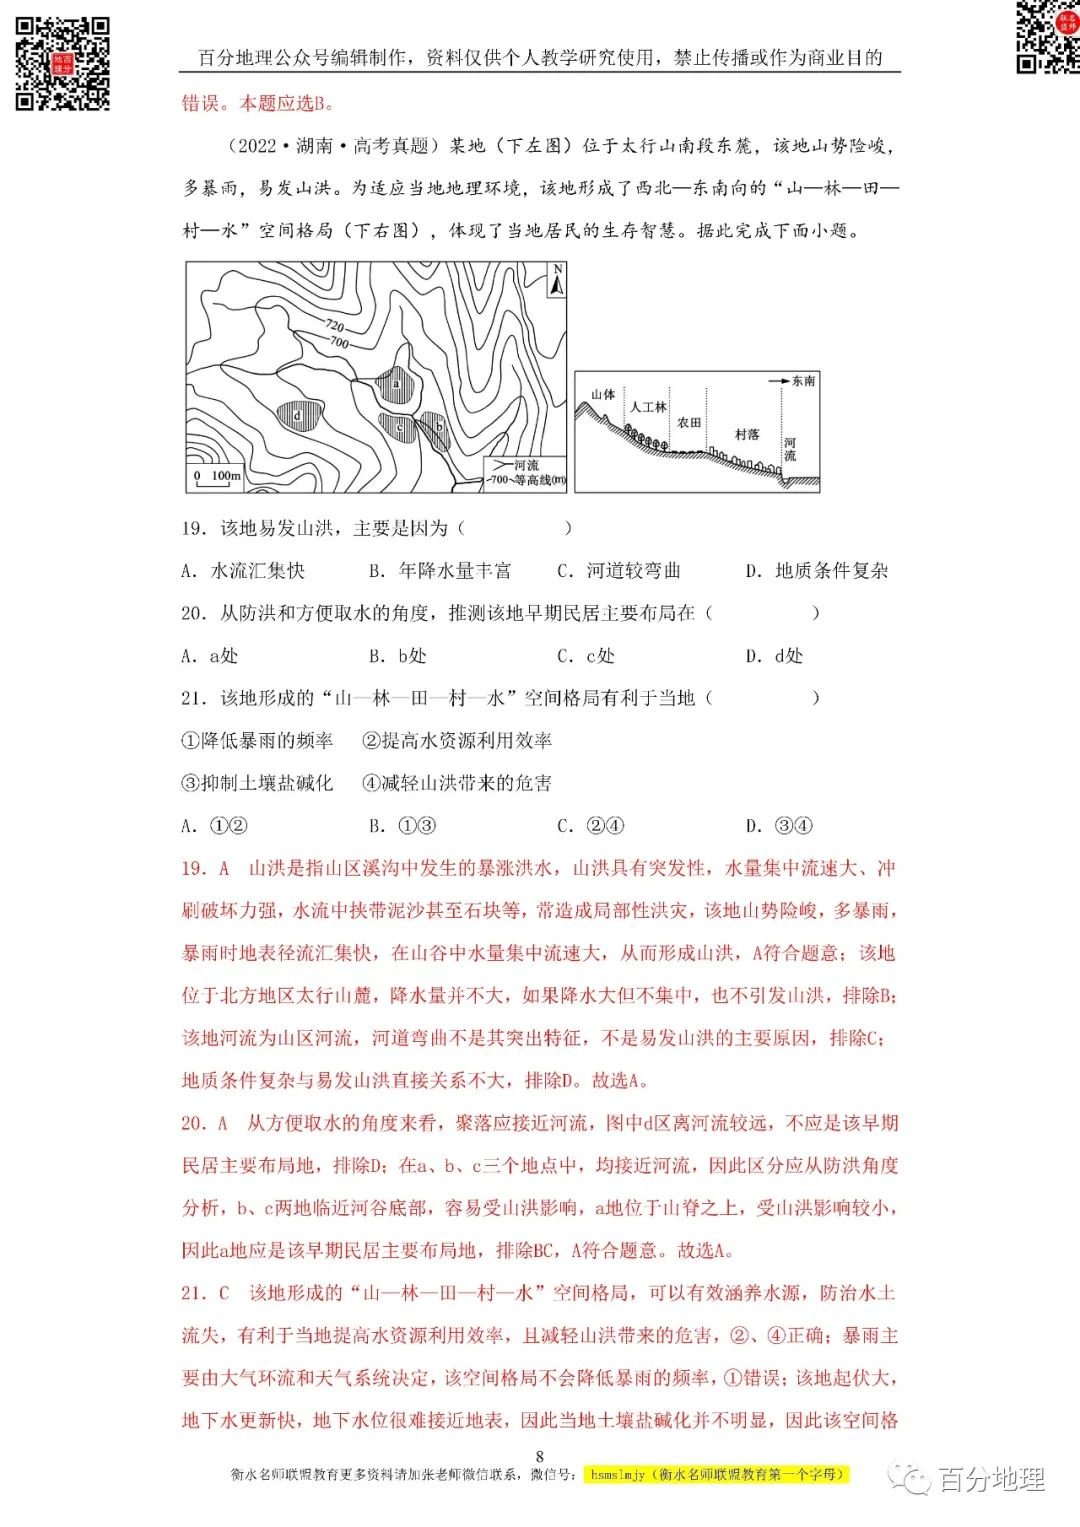 百分地理公众号编辑制作，资料仅供个人教学研究使用，禁止传播或作为商业目的
错误。本题应选B。
（2022·湖南·高考真题）某地（下左图）位于太行山南段东麓，该地山势险峻，
多暴雨，易发山洪。为适应当地地理环境，该地形成了西北—东南向的“山—林—田—
村—水”空间格局（下右图），体现了当地居民的生存智慧。据此完成下面小题。
N
720
700
a
d
c
b
0 100m
河流
-700-等高线(m)
东南
山体
人工林
农田
村落
河流
19．该地易发山洪，主要是因为（ ）
A．水流汇集快 B．年降水量丰富 C．河道较弯曲 D．地质条件复杂
20．从防洪和方便取水的角度，推测该地早期民居主要布局在（ ）
A．a处 B．b处 C．c处 D．d处
21．该地形成的“山—林—田—村—水”空间格局有利于当地（ ）
①降低暴雨的频率 ②提高水资源利用效率
③抑制土壤盐碱化 ④减轻山洪带来的危害
A．①② B．①③ C．②④ D．③④
19．A 山洪是指山区溪沟中发生的暴涨洪水，山洪具有突发性，水量集中流速大、冲
刷破坏力强，水流中挟带泥沙甚至石块等，常造成局部性洪灾，该地山势险峻，多暴雨，
暴雨时地表径流汇集快，在山谷中水量集中流速大，从而形成山洪，A符合题意；该地
位于北方地区太行山麓，降水量并不大，如果降水大但不集中，也不引发山洪，排除B；
该地河流为山区河流，河道弯曲不是其突出特征，不是易发山洪的主要原因，排除C；
地质条件复杂与易发山洪直接关系不大，排除D。故选A。
20．A 从方便取水的角度来看，聚落应接近河流，图中d区离河流较远，不应是该早期
民居主要布局地，排除D；在a、b、c三个地点中，均接近河流，因此区分应从防洪角度
分析，b、c两地临近河谷底部，容易受山洪影响，a地位于山脊之上，受山洪影响较小，
因此a地应是该早期民居主要布局地，排除BC，A符合题意。故选A。
21．C 该地形成的“山—林—田—村—水”空间格局，可以有效涵养水源，防治水土
流失，有利于当地提高水资源利用效率，且减轻山洪带来的危害，②、④正确；暴雨主
要由大气环流和天气系统决定，该空间格局不会降低暴雨的频率，①错误；该地起伏大，
地下水更新快，地下水位很难接近地表，因此当地土壤盐碱化并不明显，因此该空间格
8
衡水名师联盟教育更多资料请加张老师微信联系，微信号： hsmslmjy（衡水名师联盟教育第一个字母）
百分地理